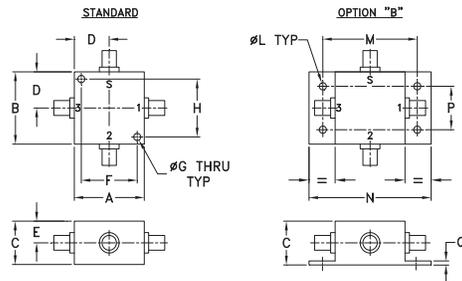 STANDARD
OPTION "B"
D
S
3
1
2
B
D
H
F
A
øG THRU
TYP
øL TYP
M
S
3
1
2
P
=
=
N
E
C
C
Q